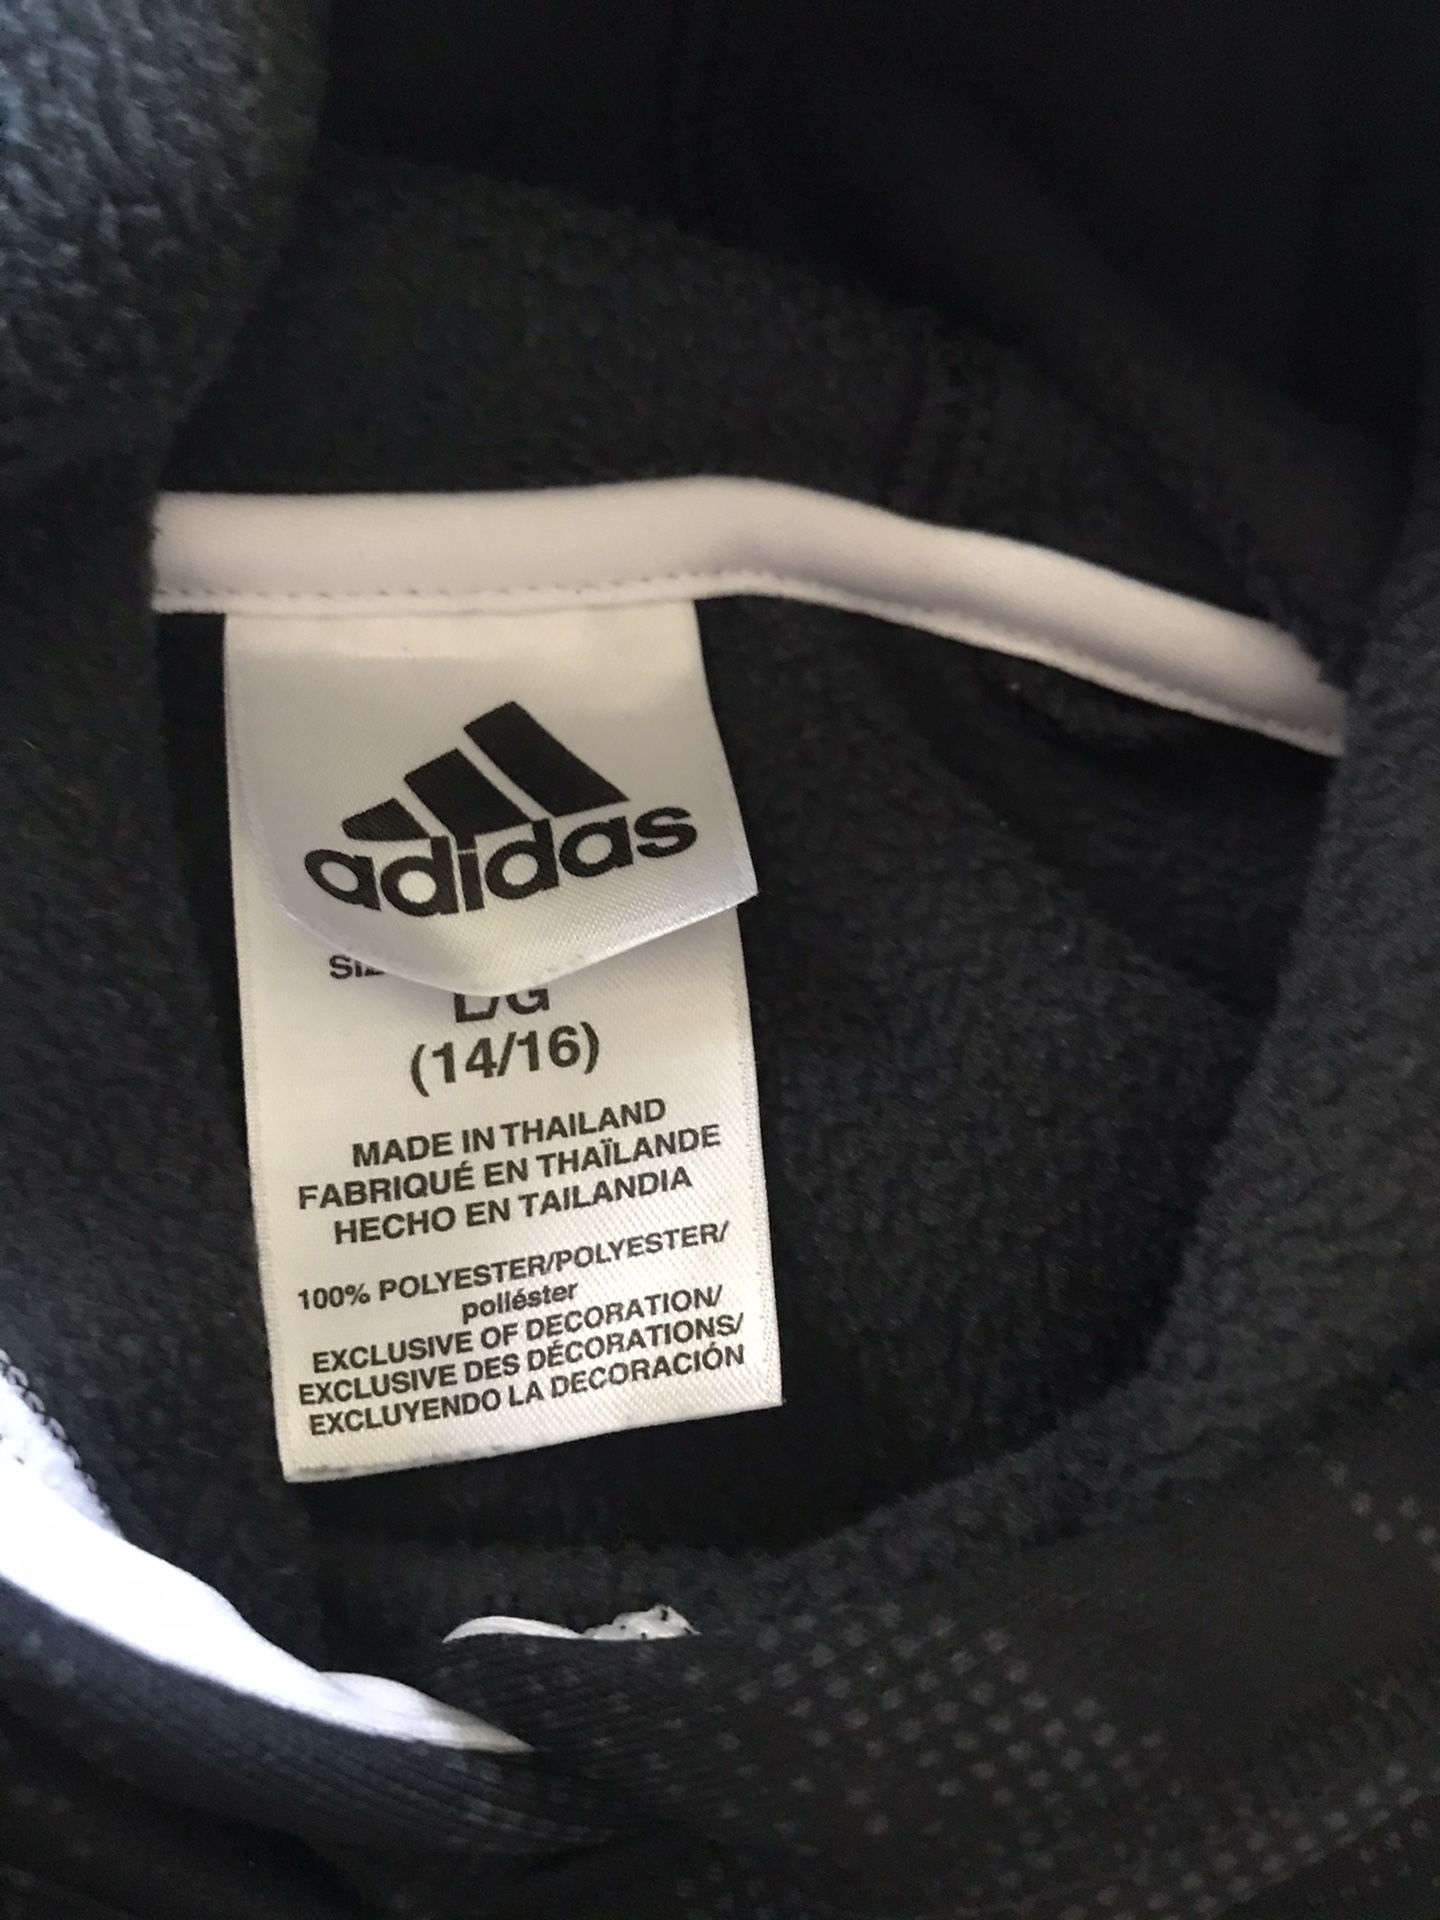 adidas
L/G
(14/16)
MADE IN THAILAND
FABRIQUÉ EN THAÏLANDE
HECHO EN TAILANDIA
100% POLYESTER/POLYESTER/
poliéster
EXCLUSIVE OF DECORATION/
EXCLUSIVE DES DÉCORATIONS/
EXCLUYENDO LA DECORACIÓN